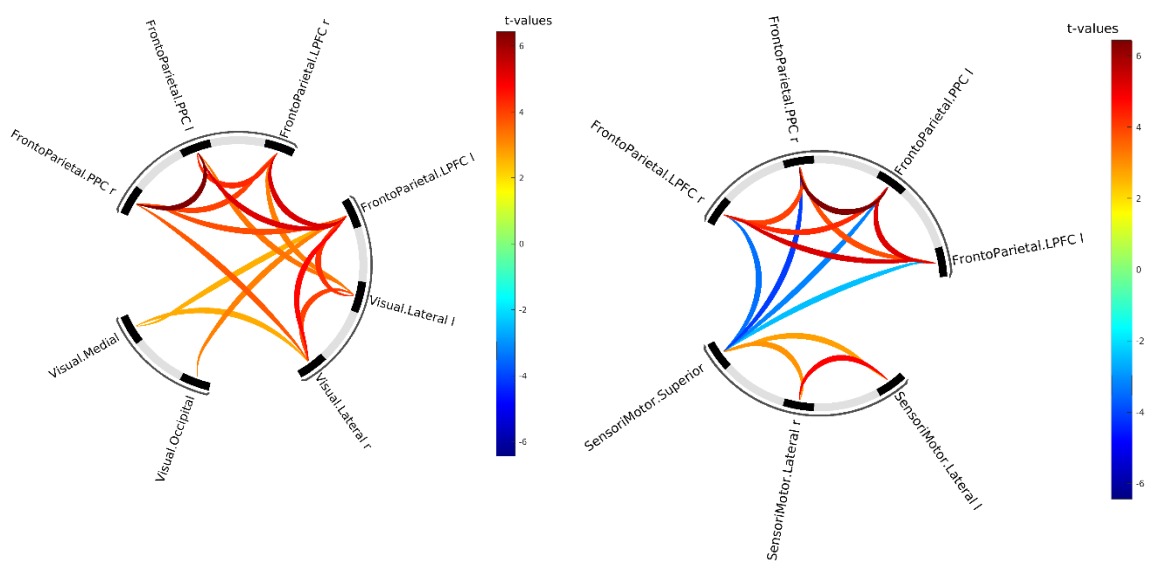 t-values
FrontoParietal.PPC l
FrontoParietal.LPFC r
FrontoParietal.PPC r
FrontoParietal.LPFC l
Visual.Lateral l
Visual.Lateral r
Visual.Occipital
Visual.Medial
6
4
2
0
-2
-4
-6
t-values
FrontoParietal.PPC r
FrontoParietal.PPC l
FrontoParietal.LPFC r
FrontoParietal.LPFC l
SensoriMotor.Superior
SensoriMotor.Lateral r
SensoriMotor.Lateral l
6
4
2
0
-2
-4
-6